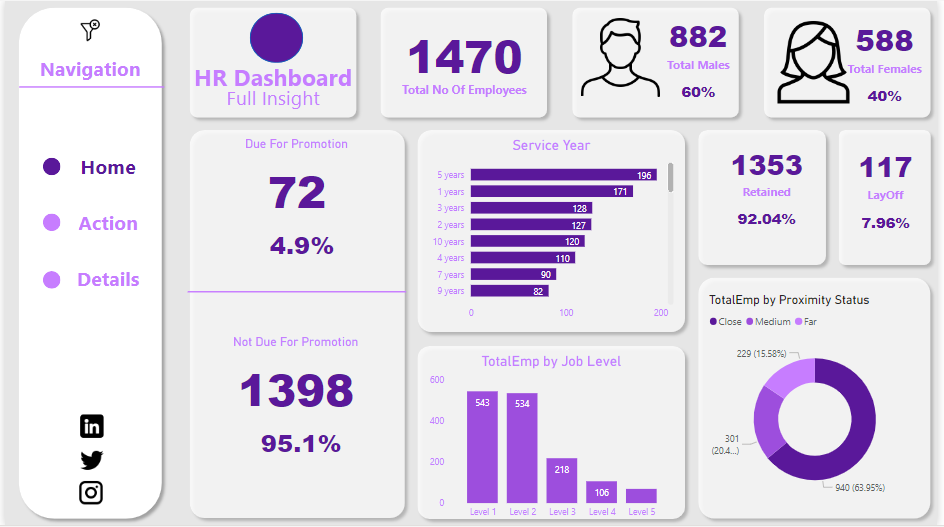 Navigation
Home
Action
Details
in
HR Dashboard
Full Insight
1470
Total No Of Employees
882
Total Males
60%
588
Total Females
40%
Due For Promotion
72
4.9%
Not Due For Promotion
1398
95.1%
Service Year
5 years 196
1 years 171
3 years 128
2 years 127
10 years 120
4 years 110
7 years 90
9 years 82
0 100 200
TotalEmp by Job Level
600
400
200
0
543 534 218 106
Level 1 Level 2 Level 3 Level 4 Level 5
1353
Retained
92.04%
117
LayOff
7.96%
TotalEmp by Proximity Status
Close Medium Far
229 (15.58%)
301
(20.4...)
940 (63.95%)